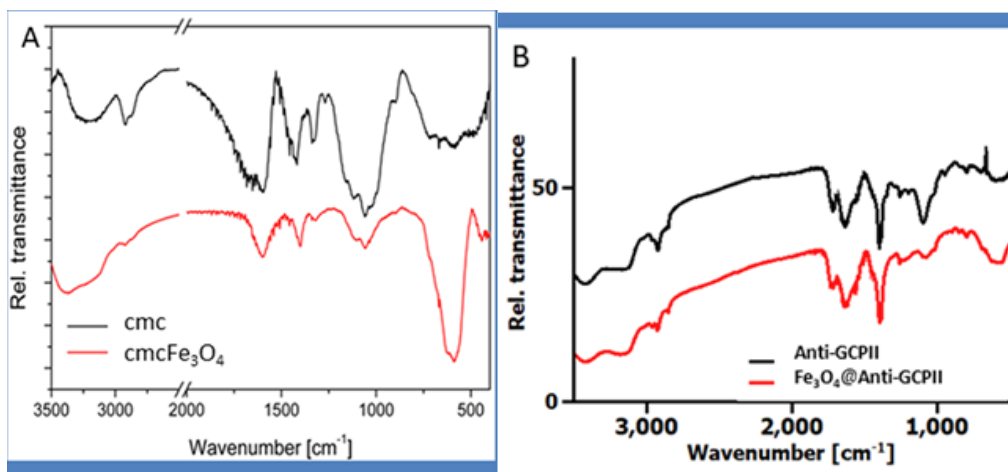 A
Rel. transmittance
cmc
cmcFe₃O₄
3500 3000 2000 1500 1000 500
Wavenumber [cm⁻¹]
B
Rel. transmittance
50
0
Anti-GCPII
Fe₃O₄@Anti-GCPII
3,000 2,000 1,000
Wavenumber [cm⁻¹]